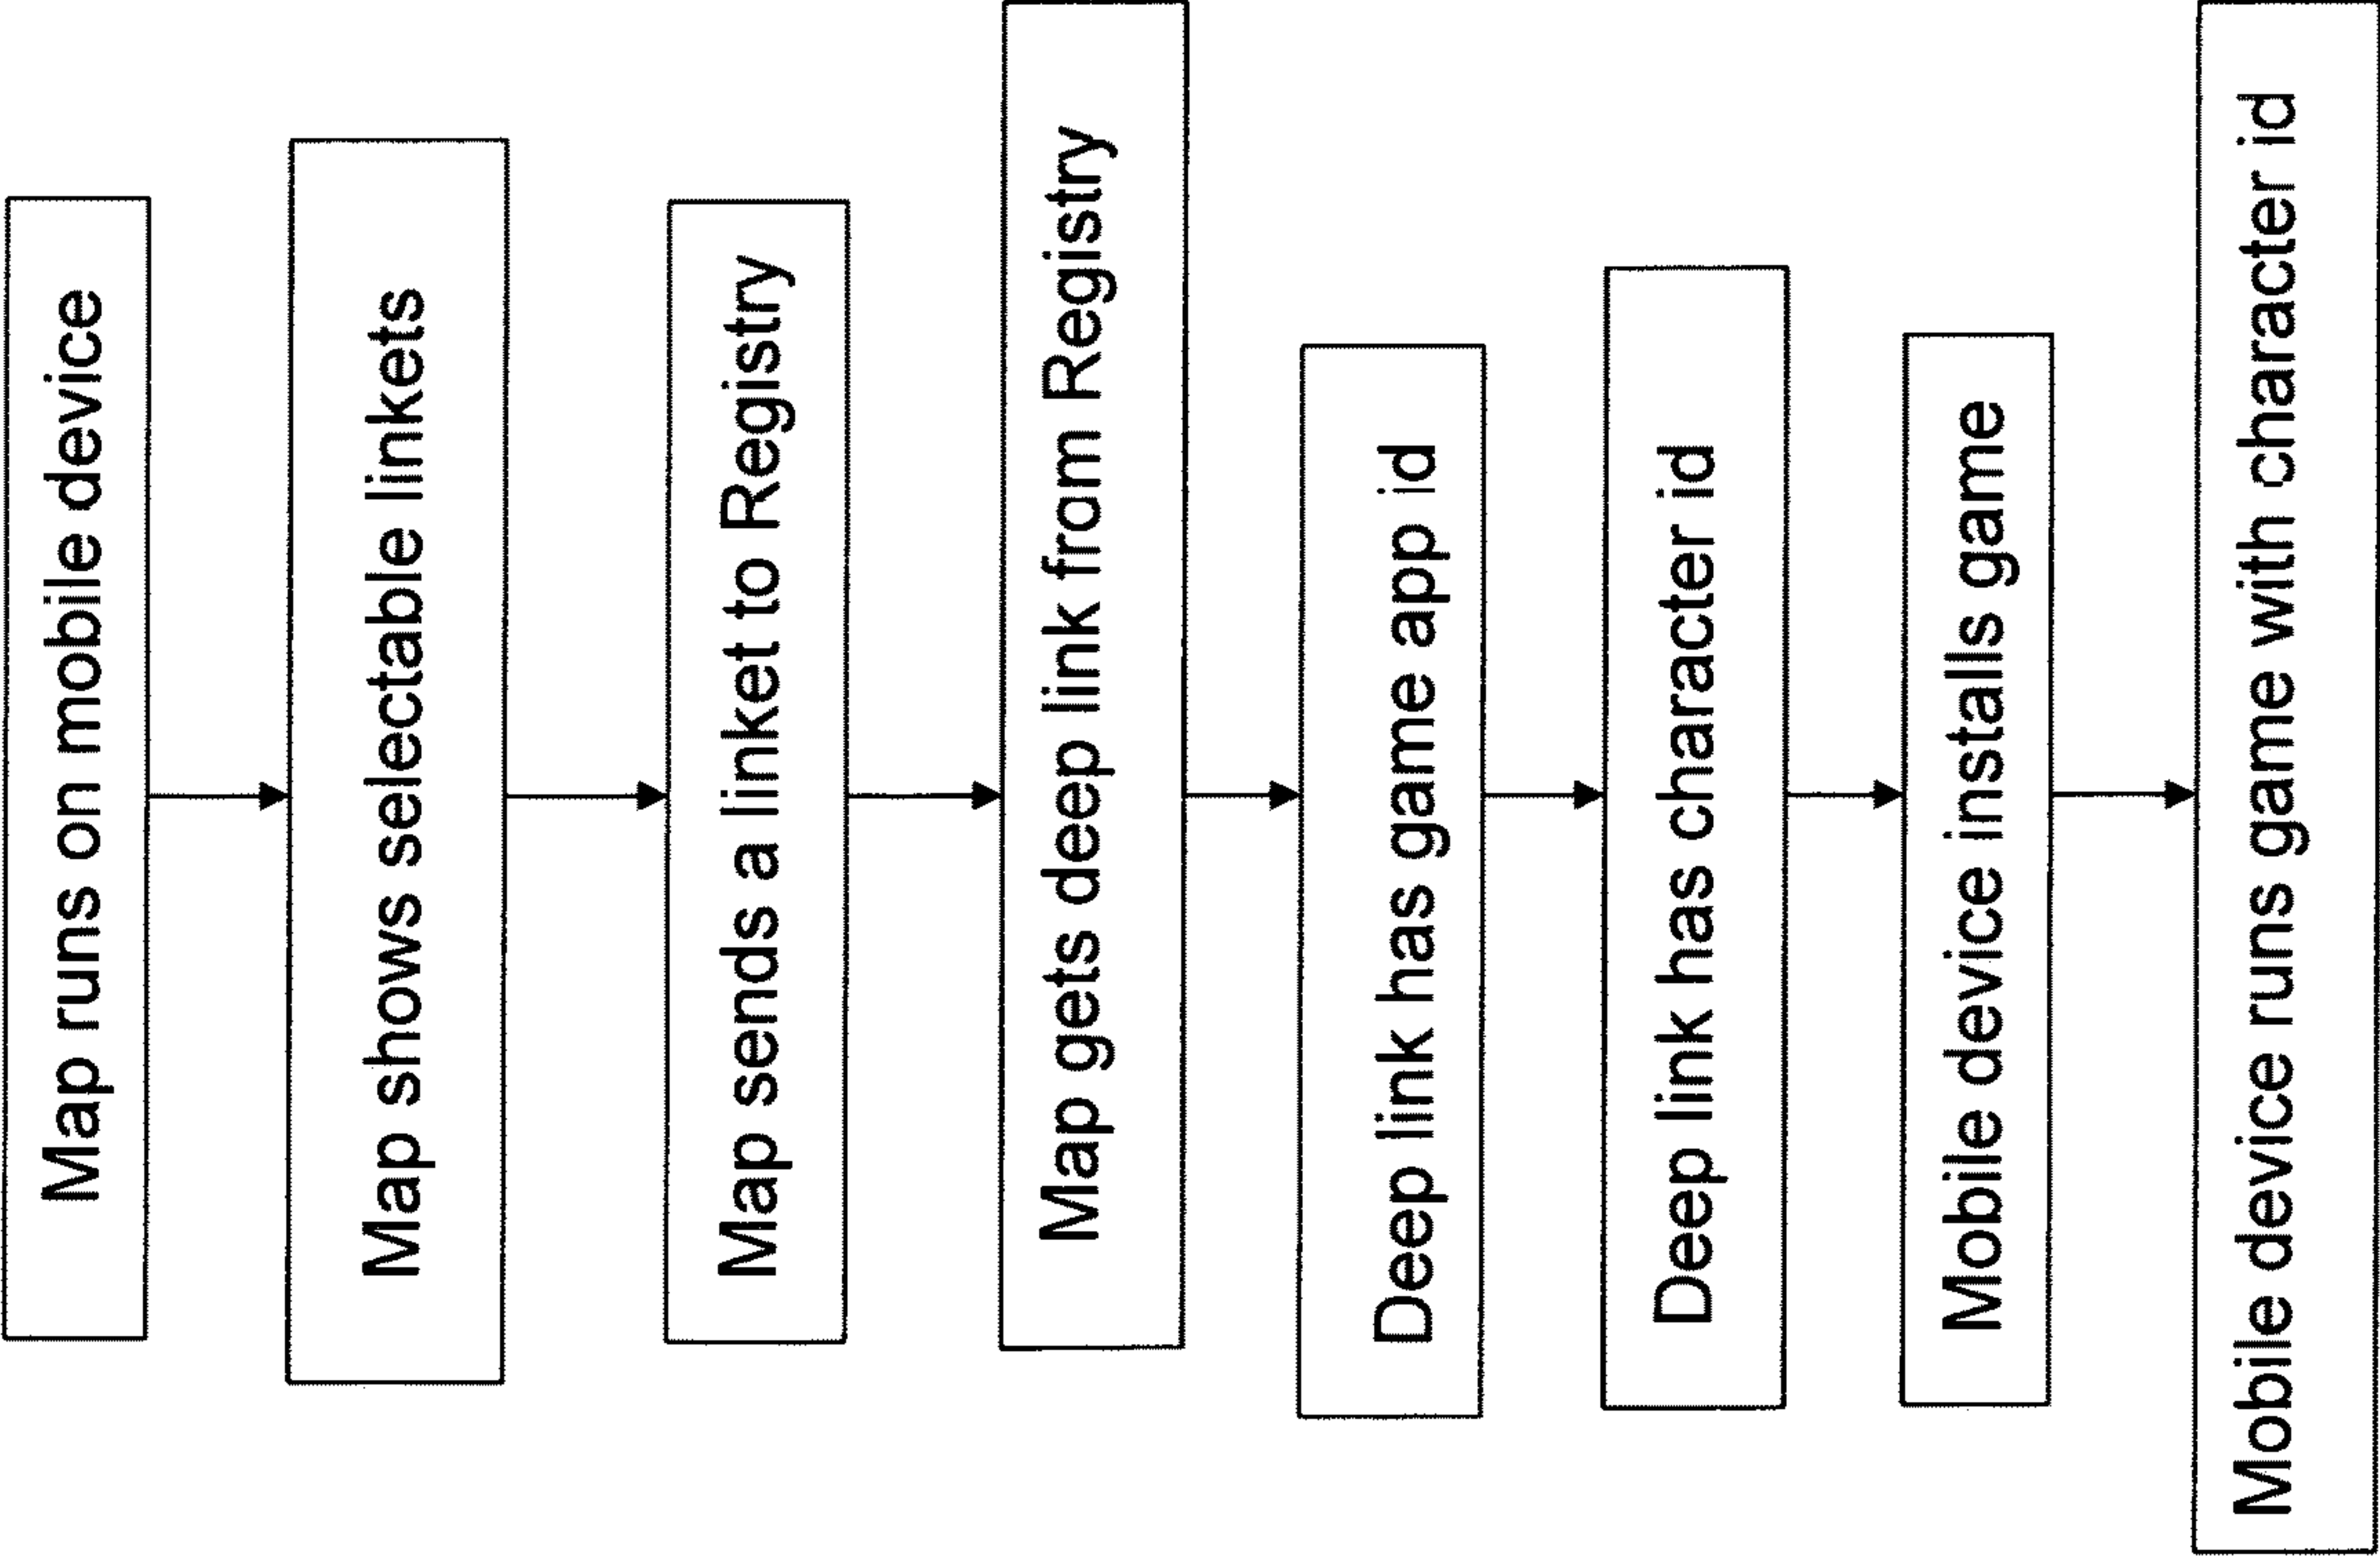 Map runs on mobile device
Map shows selectable linkets
Map sends a linket to Registry
Map gets deep link from Registry
Deep link has game app id
Deep link has character id
Mobile device installs game
Mobile device runs game with character id